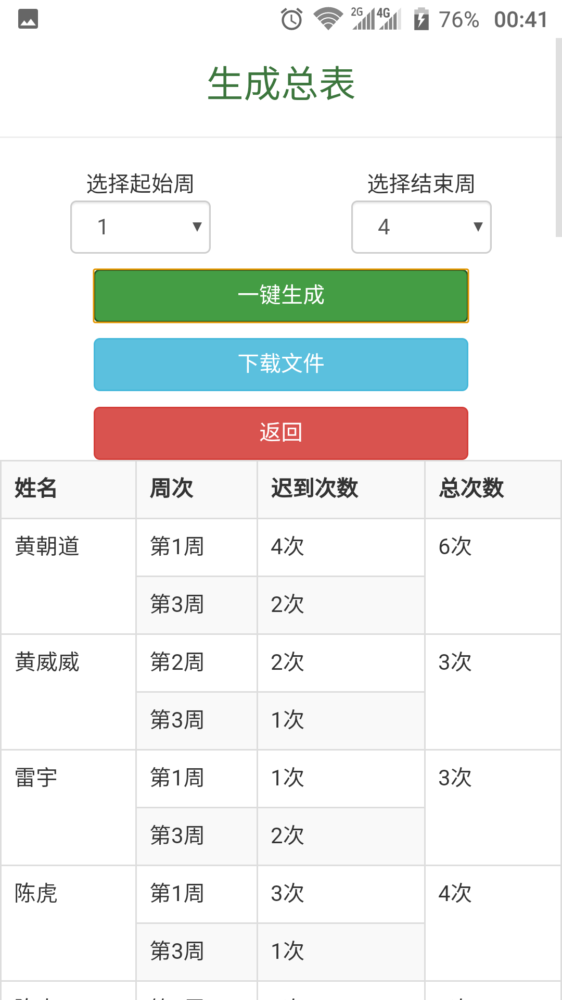 2G 4G 76% 00:41
生成总表
选择起始周 选择结束周
1 4
一键生成
下载文件
返回
姓名 周次 迟到次数 总次数
黄朝道 第1周 4次 6次
第3周 2次
黄威威 第2周 2次 3次
第3周 1次
雷宇 第1周 1次 3次
第3周 2次
陈虎 第1周 3次 4次
第3周 1次